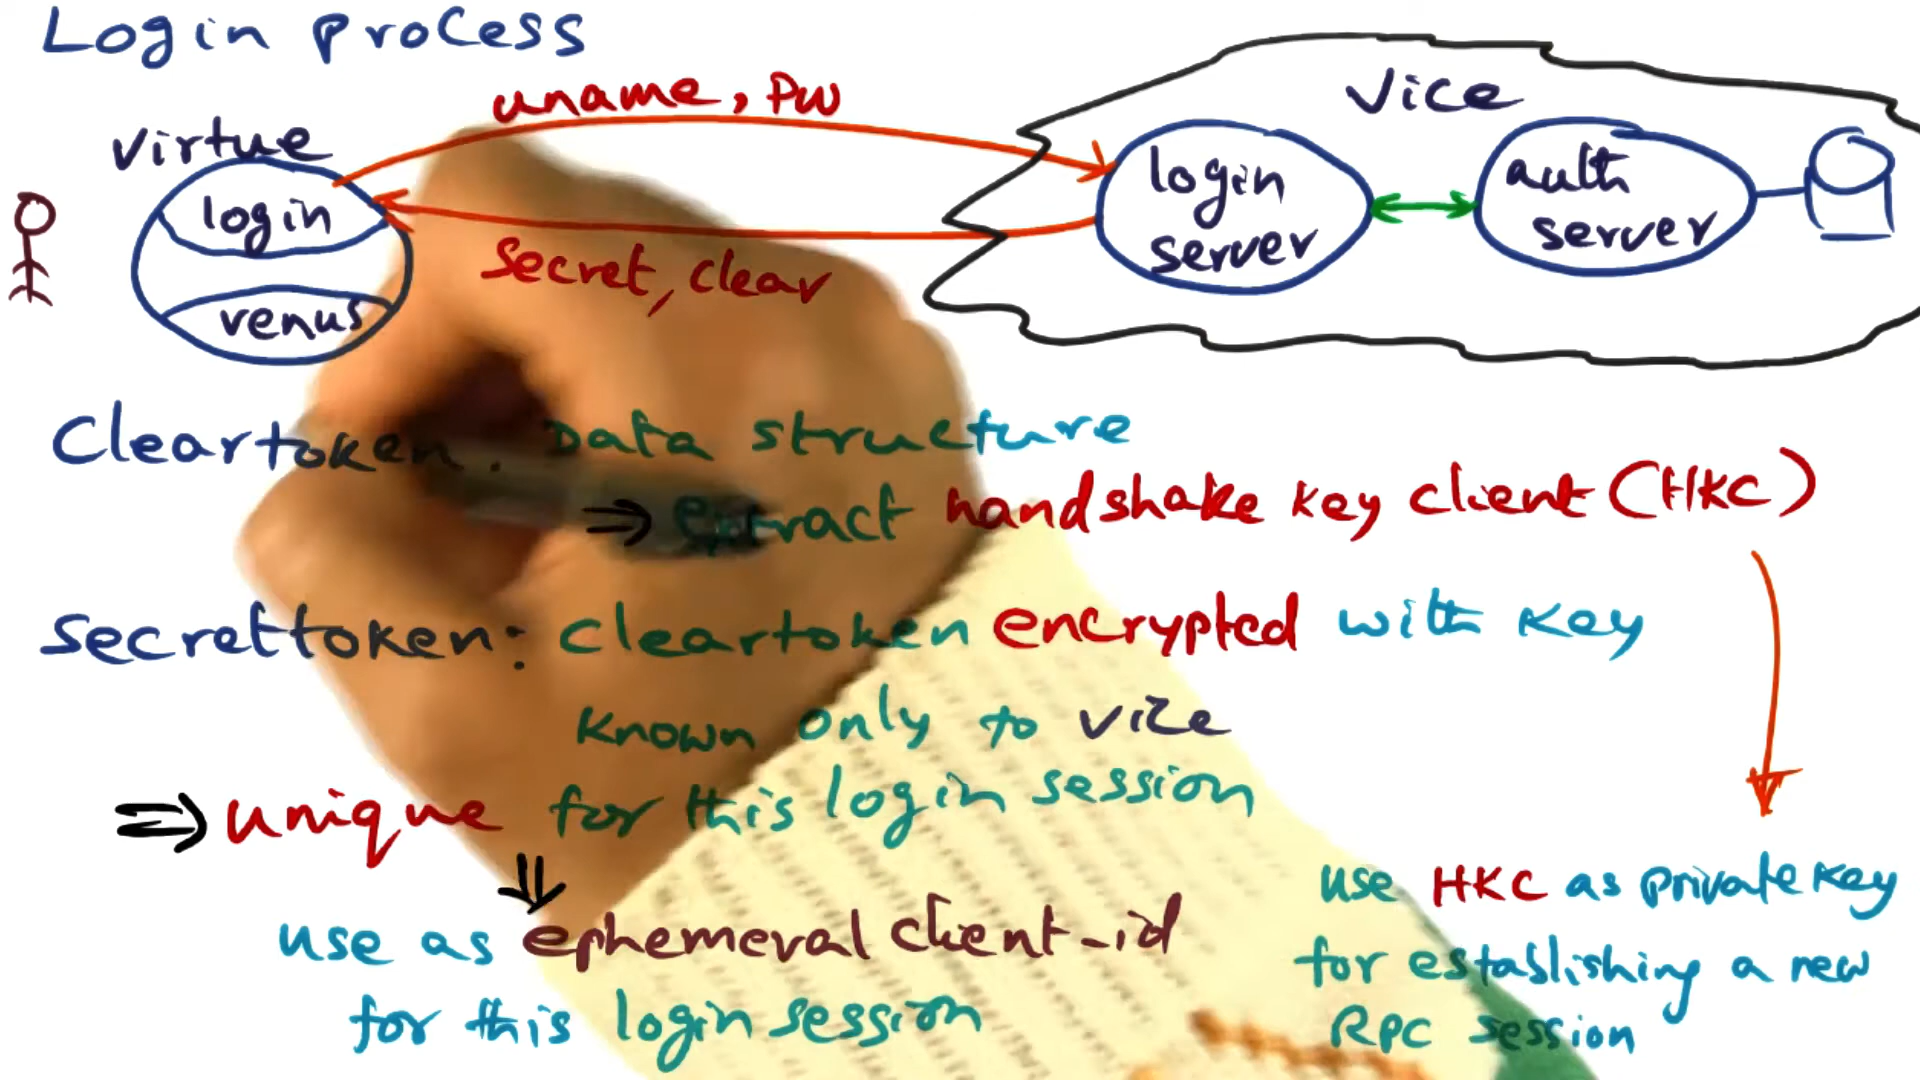 Login process
uname, pw
Vice
Virtue
login
login
server
auth
server
secret, clear
venus
Cleartoken: Data structure
⇒ extract handshake key client (HKC)
secrettoken: cleartoken encrypted with key
known only to vice
⇒ unique for this login session
⇓
use as ephemeral client-id
for this login session
use HKC as private key
for establishing a new
RPC session